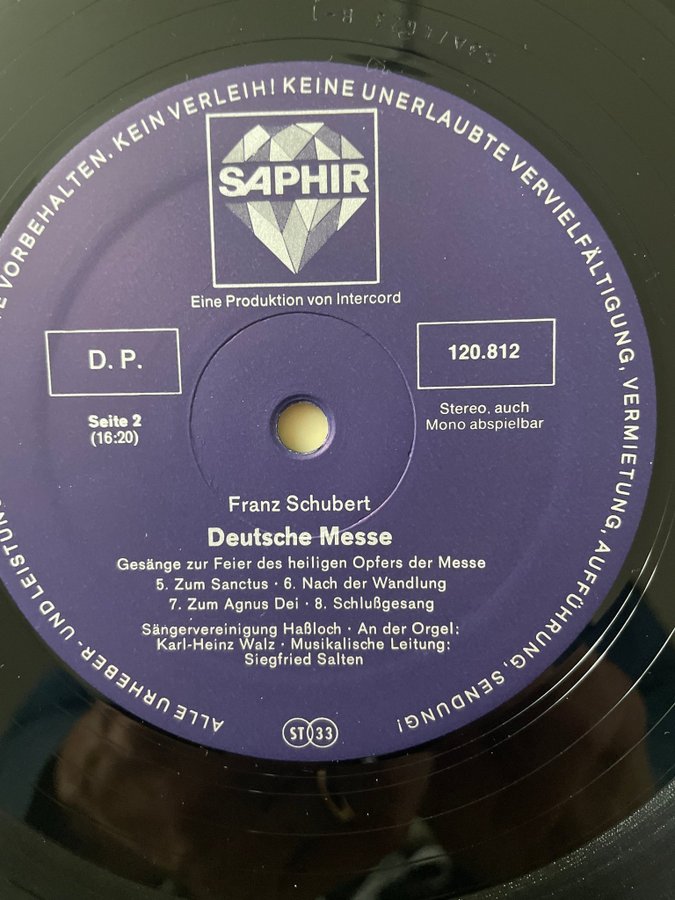 ALLE URHEBER- UND LEISTUNG
TE VORBEHALTEN. KEIN VERLEIH! KEINE UNERLAUBTE VERVIELFÄLTIGUNG, VERMIETUNG, AUFFÜHRUNG, SENDUNG!
SAPHIR
Eine Produktion von Intercord
D. P.
120.812
Seite 2
(16:20)
Stereo, auch
Mono abspielbar
Franz Schubert
Deutsche Messe
Gesänge zur Feier des heiligen Opfers der Messe
5. Zum Sanctus · 6. Nach der Wandlung
7. Zum Agnus Dei · 8. Schlußgesang
Sängervereinigung Haßloch · An der Orgel:
Karl-Heinz Walz · Musikalische Leitung:
Siegfried Salten
ST 33